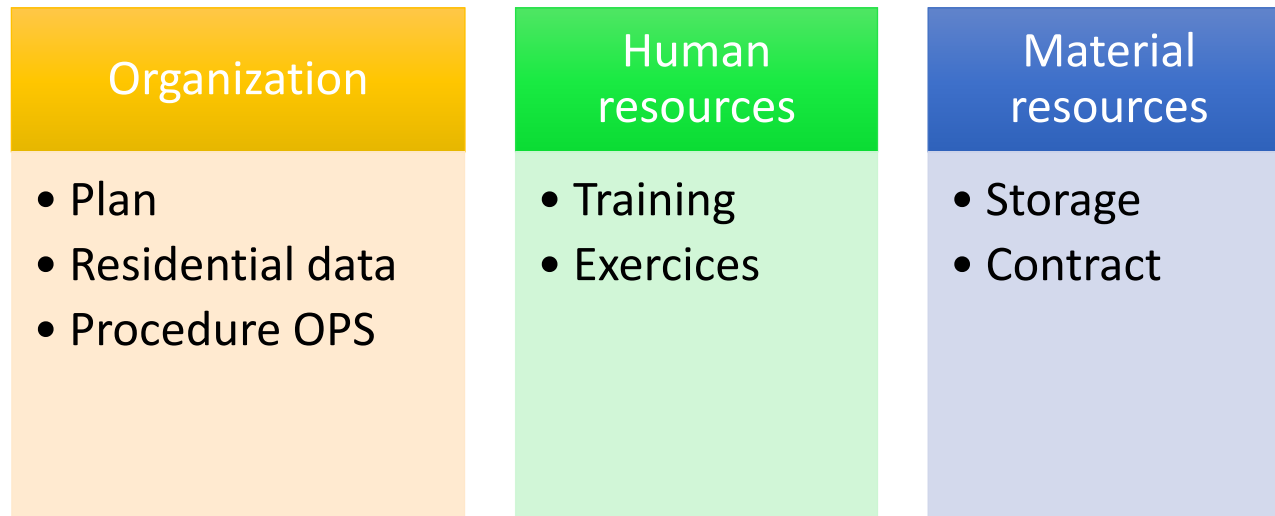 Organization
• Plan
• Residential data
• Procedure OPS
Human
resources
• Training
• Exercices
Material
resources
• Storage
• Contract